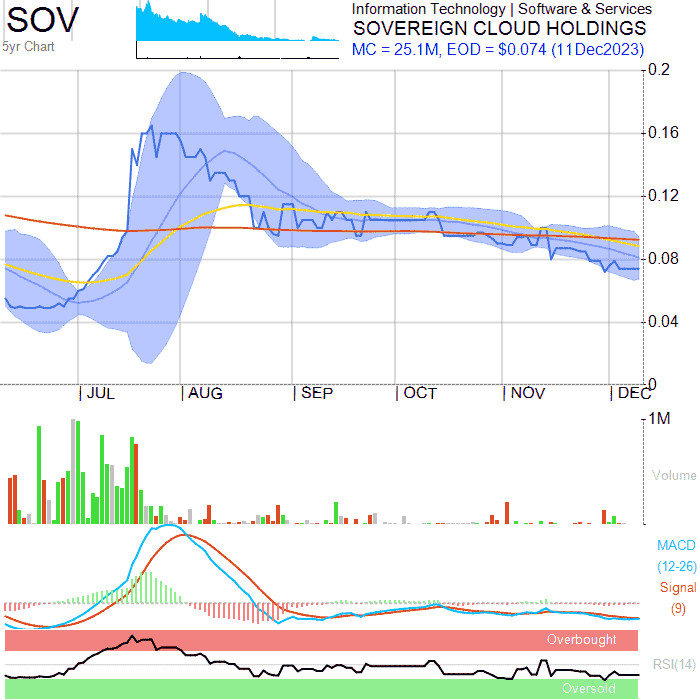 SOV
5yr Chart
Information Technology | Software & Services
SOVEREIGN CLOUD HOLDINGS
MC = 25.1M, EOD = $0.074 (11Dec2023)
0.2
0.16
0.12
0.08
0.04
0
| JUL
| AUG
| SEP
| OCT
| NOV
| DEC
1M
Volume
MACD
(12-26)
Signal
(9)
Overbought
RSI(14)
Oversold